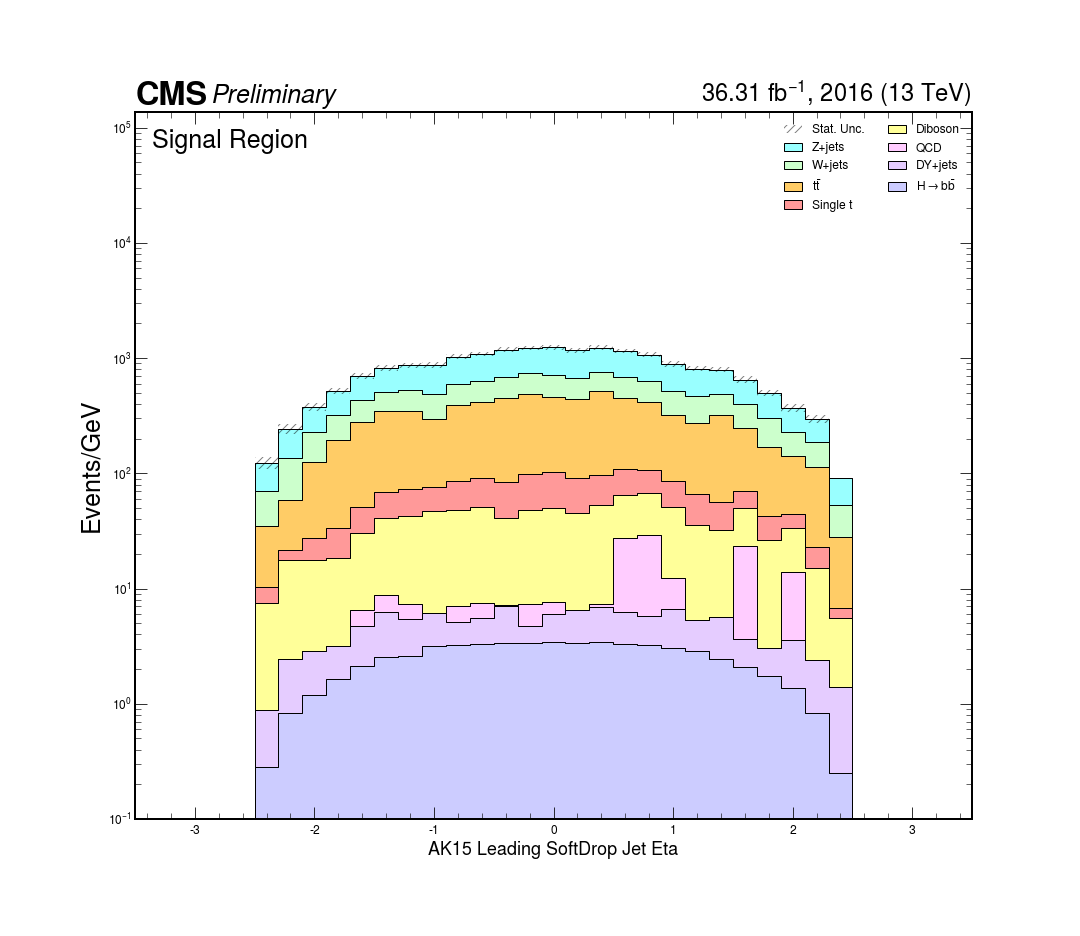 CMS Preliminary
36.31 fb⁻¹, 2016 (13 TeV)
Signal Region
Stat. Unc.
Z+jets
W+jets
tt̄
Single t
Diboson
QCD
DY+jets
H→bb̄
Events/GeV
10⁵
10⁴
10³
10²
10¹
10⁰
10⁻¹
-3 -2 -1 0 1 2 3
AK15 Leading SoftDrop Jet Eta